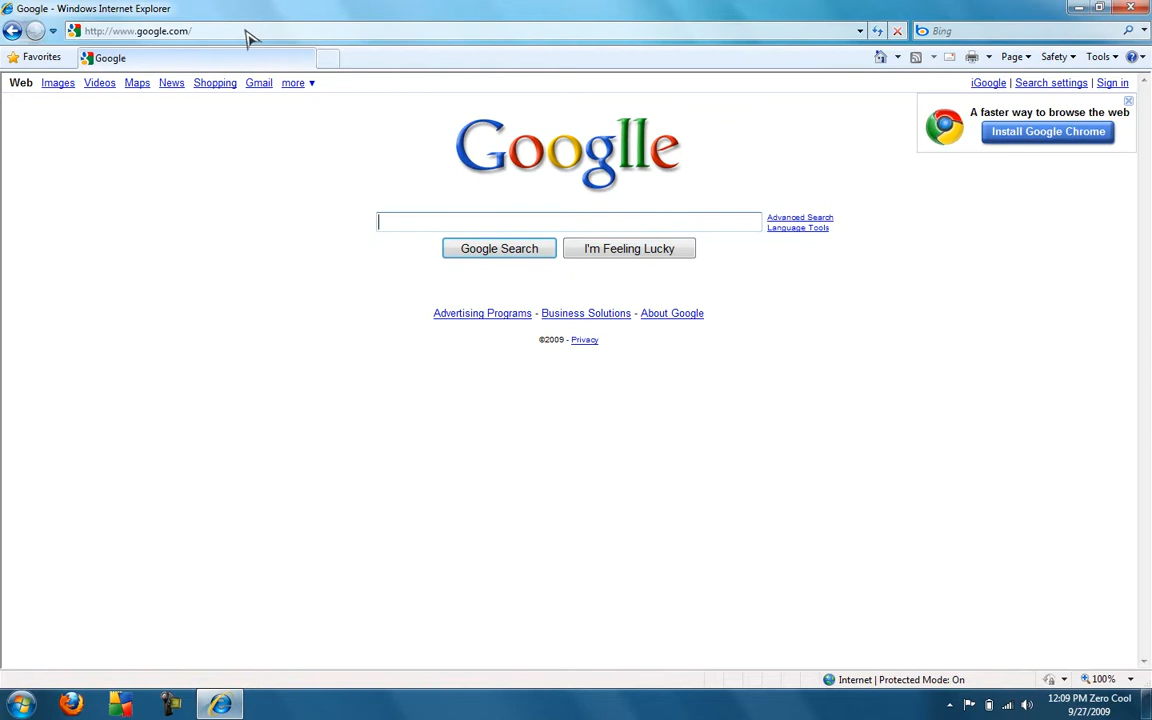 Google - Windows Internet Explorer
http://www.google.com/
Bing
Favorites
Google
Page
Safety
Tools
Web Images Videos Maps News Shopping Gmail more ▼
iGoogle | Search settings | Sign in
A faster way to browse the web
Install Google Chrome
Googlle
Advanced Search
Language Tools
Google Search
I'm Feeling Lucky
Advertising Programs - Business Solutions - About Google
©2009 - Privacy
Internet | Protected Mode: On
100%
12:09 PM Zero Cool
9/27/2009